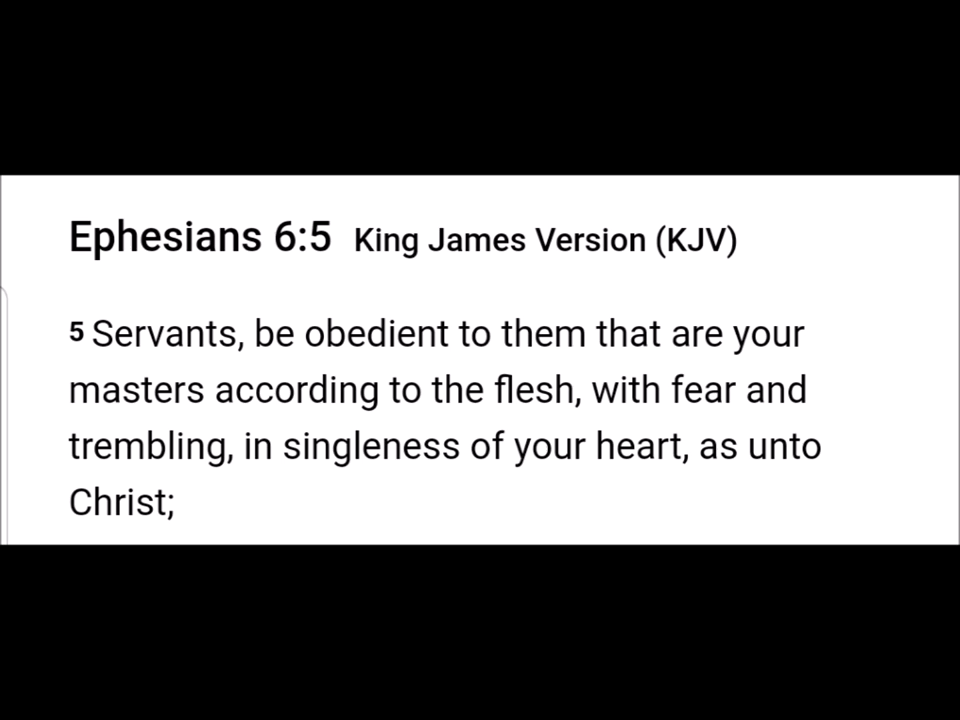 Ephesians 6:5 King James Version (KJV)
5 Servants, be obedient to them that are your
masters according to the flesh, with fear and
trembling, in singleness of your heart, as unto
Christ;